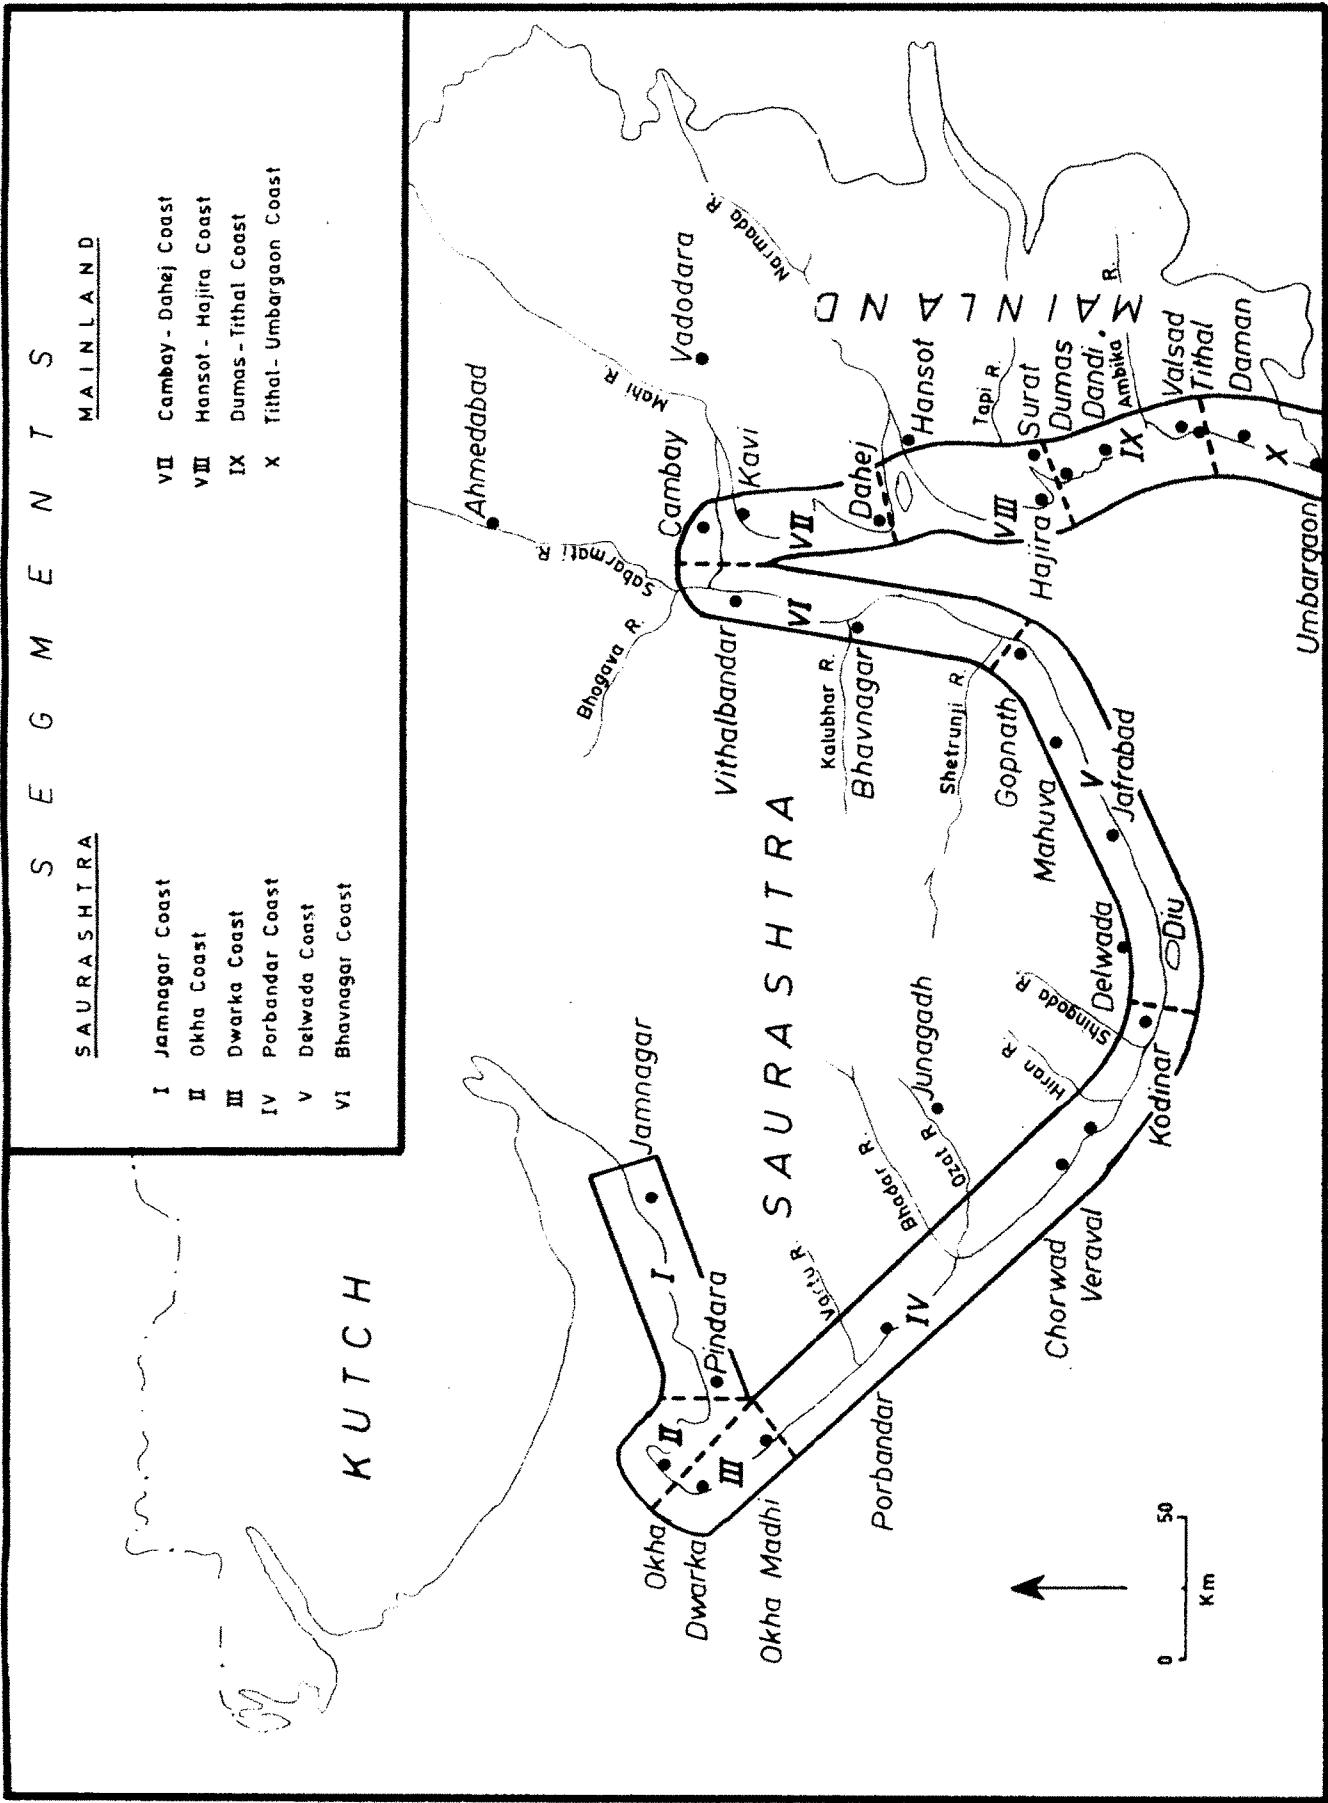 S E G M E N T S
SAURASHTRA
I Jamnagar Coast
II Okha Coast
III Dwarka Coast
IV Porbandar Coast
V Delwada Coast
VI Bhavnagar Coast
MAINLAND
VII Cambay - Dahej Coast
VIII Hansot - Hajira Coast
IX Dumas - Tithal Coast
X Tithal - Umbargaon Coast
KUTCH
SAURASHTRA
MAINLAND
Ahmedabad
Vadodara
Cambay
Kavi
Dahej
Hansot
Surat
Dumas
Dandi
Valsad
Tithal
Daman
Umbargaon
Hajira
Vithalbandar
Bhavnagar
Gopnath
Mahuva
Jafrabad
Delwada
Diu
Kodinar
Junagadh
Veraval
Chorwad
Porbandar
Okha Madhi
Dwarka
Okha
Pindara
Jamnagar
Sabarmati R.
Mahi R.
Narmada R.
Tapi R.
Ambika R.
Bhogava R.
Kalubhar R.
Shetrunji R.
Shingoda R.
Hiran R.
Ozat R.
Bhadar R.
Vartu R.
I
II
III
IV
V
VI
VII
VIII
IX
X
0 50
Km